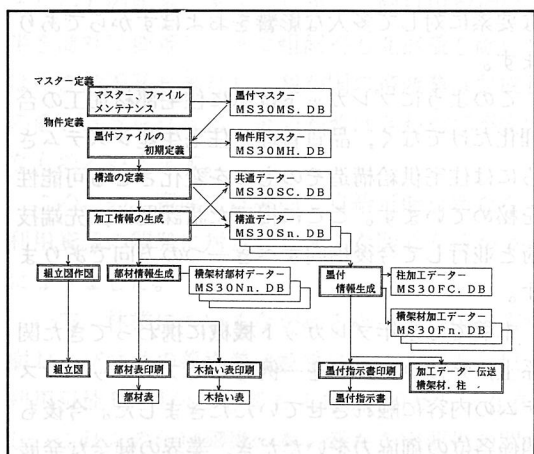 マスター定義
マスター、ファイル
メンテナンス
墨付マスター
MS30MS.DB
物件定義
墨付ファイルの
初期定義
物件用マスター
MS30MH.DB
構造の定義
共通データー
MS30SC.DB
加工情報の生成
構造データー
MS30Sn.DB
組立図作図
部材情報生成
横架材部材データー
MS30Nn.DB
墨付
情報生成
柱加工データー
MS30FC.DB
横架材加工データー
MS30Fn.DB
組立図
部材表印刷
木拾い表印刷
墨付指示書印刷
加工データー伝送
横架材、柱
部材表
木拾い表
墨付指示書